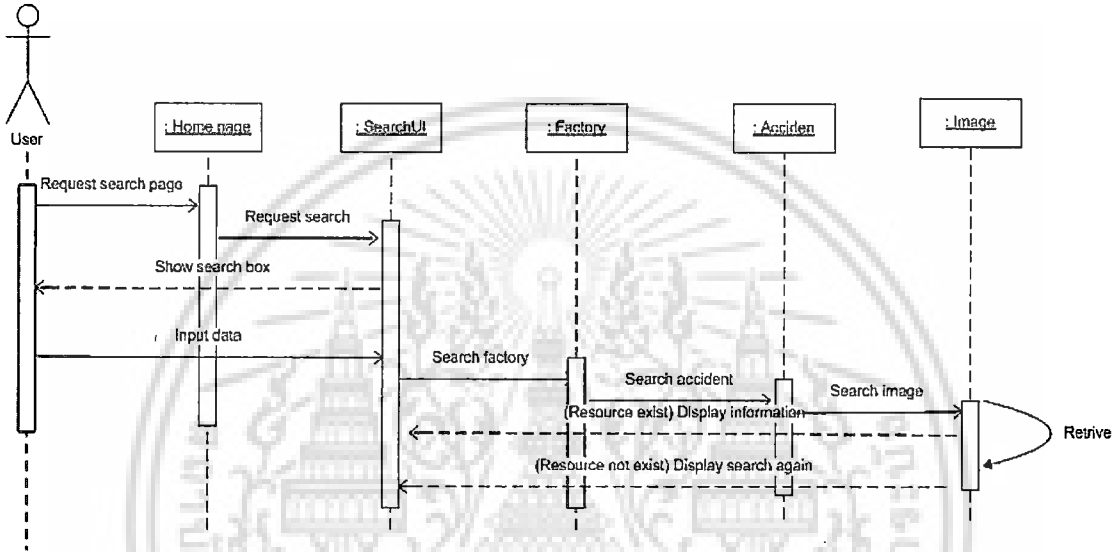 : Home page
: SearchUI
: Factory
: Acciden
: Image
User
Request search page
Request search
Show search box
Input data
Search factory
Search accident
Search image
(Resource exist) Display information
Retrive
(Resource not exist) Display search again